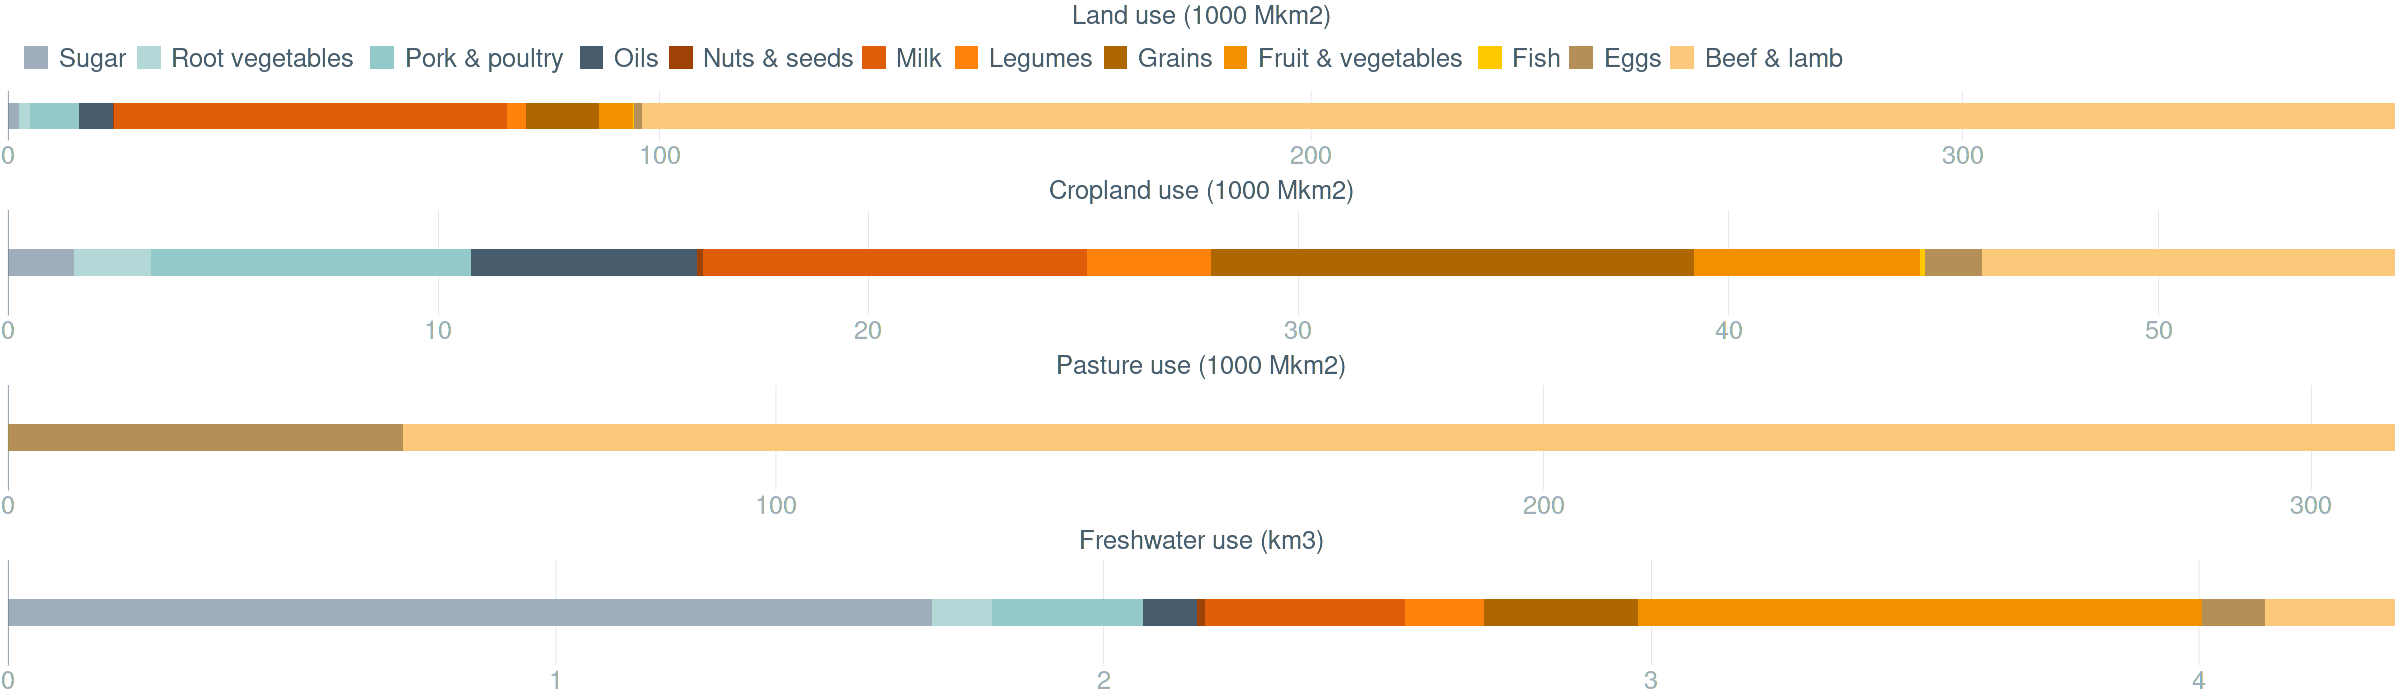 Land use (1000 Mkm2)
Sugar Root vegetables Pork & poultry Oils Nuts & seeds Milk Legumes Grains Fruit & vegetables Fish Eggs Beef & lamb
0 100 200 300
Cropland use (1000 Mkm2)
0 10 20 30 40 50
Pasture use (1000 Mkm2)
0 100 200 300
Freshwater use (km3)
0 1 2 3 4